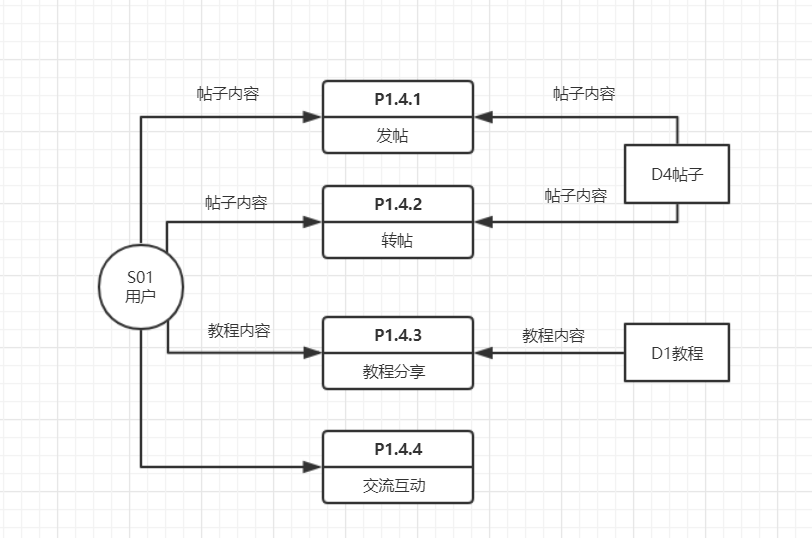 帖子内容
P1.4.1
发帖
帖子内容
D4帖子
帖子内容
P1.4.2
转帖
帖子内容
S01
用户
教程内容
P1.4.3
教程分享
教程内容
D1教程
P1.4.4
交流互动